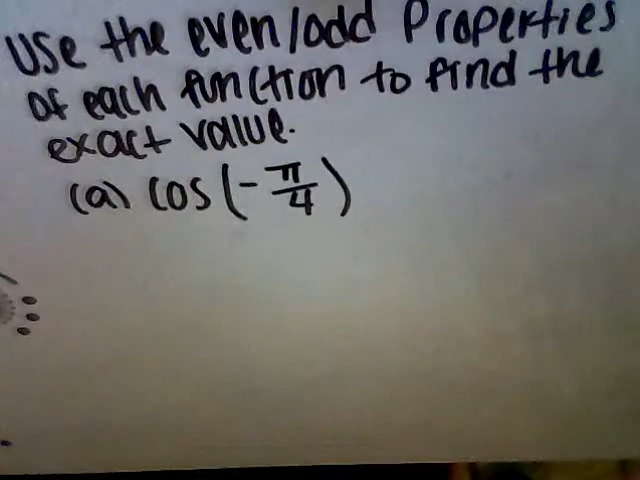 Use the even/odd Properties
of each function to find the
exact value.
(a) cos(-π/4)